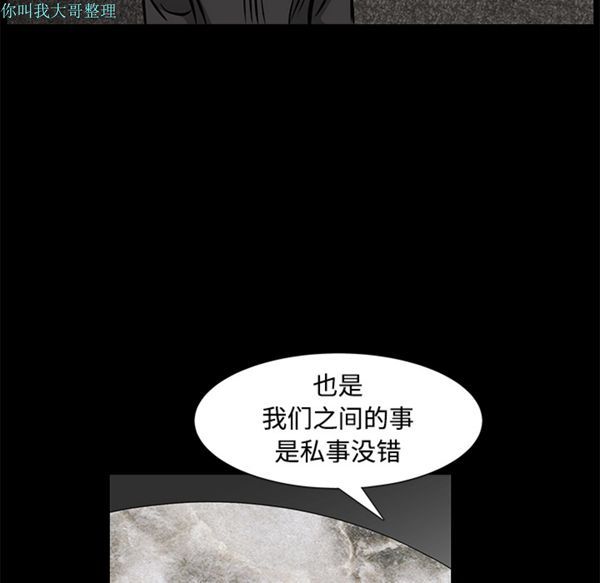 你叫我大哥整理
也是
我们之间的事
是私事没错